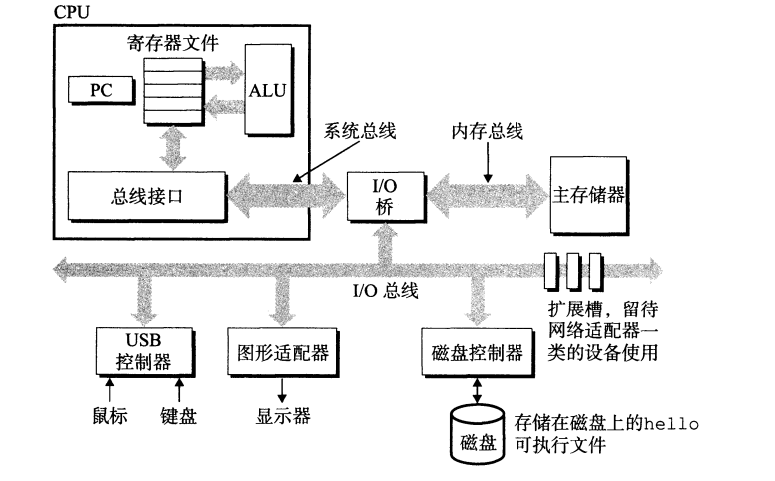 CPU
寄存器文件
PC
ALU
系统总线
内存总线
总线接口
I/O
桥
主存储器
I/O 总线
扩展槽，留待
网络适配器一
类的设备使用
USB
控制器
图形适配器
磁盘控制器
鼠标
键盘
显示器
磁盘
存储在磁盘上的hello
可执行文件